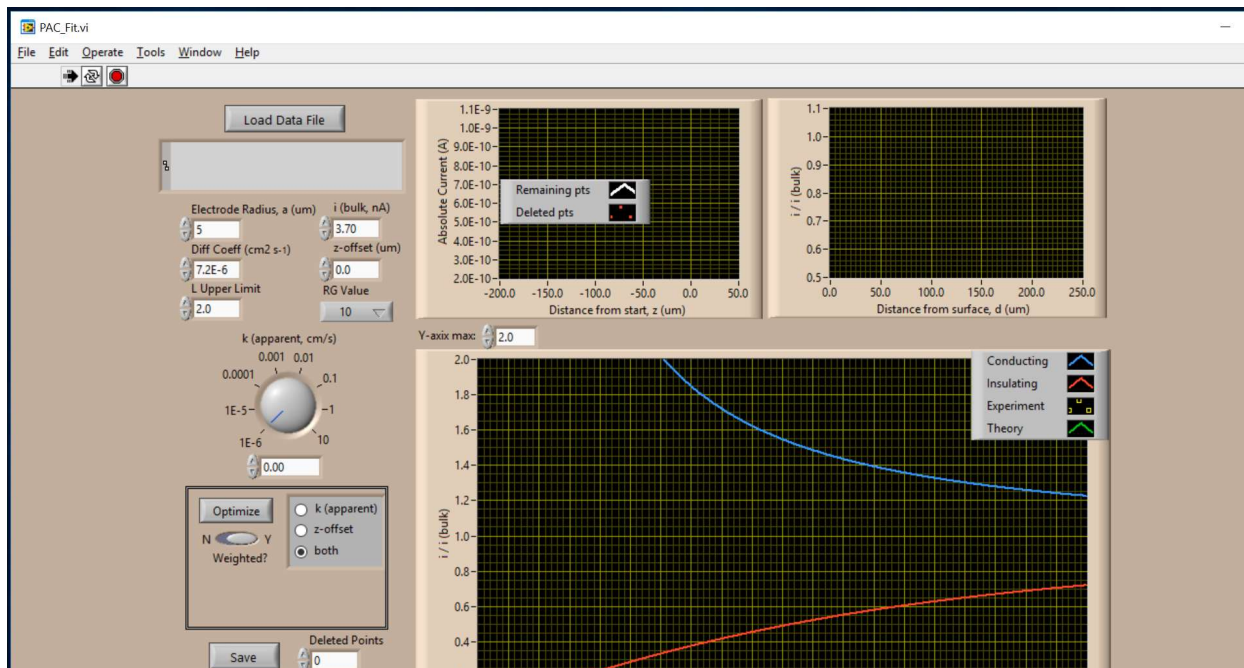 PAC_Fit.vi
File Edit Operate Tools Window Help
Load Data File
Electrode Radius, a (um)
i (bulk, nA)
5
3.70
Diff Coeff (cm2 s-1)
z-offset (um)
7.2E-6
0.0
L Upper Limit
RG Value
2.0
10
k (apparent, cm/s)
0.001 0.01
0.0001
0.1
1E-5
1
1E-6
10
0.00
Optimize
N Y
Weighted?
k (apparent)
z-offset
both
Save
Deleted Points
0
Absolute Current (A)
1.1E-9
1.0E-9
9.0E-10
8.0E-10
7.0E-10
6.0E-10
5.0E-10
4.0E-10
3.0E-10
2.0E-10
Remaining pts
Deleted pts
-200.0 -150.0 -100.0 -50.0 0.0 50.0
Distance from start, z (um)
i / i (bulk)
1.1
1.0
0.9
0.8
0.7
0.6
0.5
0.0 50.0 100.0 150.0 200.0 250.0
Distance from surface, d (um)
Y-axis max: 2.0
i / i (bulk)
2.0
1.8
1.6
1.4
1.2
1.0
0.8
0.6
0.4
Conducting
Insulating
Experiment
Theory